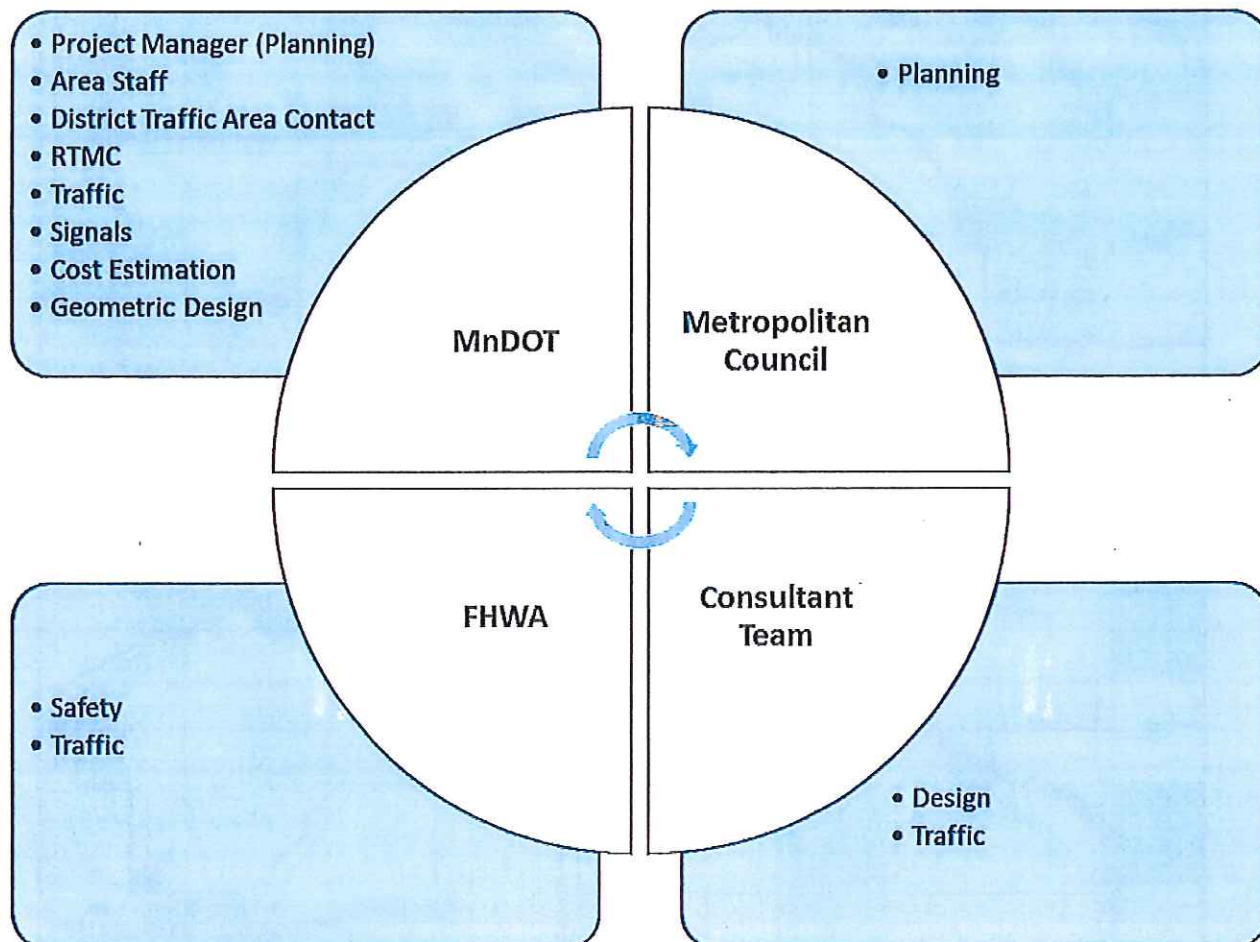 • Project Manager (Planning)
• Area Staff
• District Traffic Area Contact
• RTMC
• Traffic
• Signals
• Cost Estimation
• Geometric Design
• Planning
MnDOT
Metropolitan
Council
FHWA
Consultant
Team
• Safety
• Traffic
• Design
• Traffic